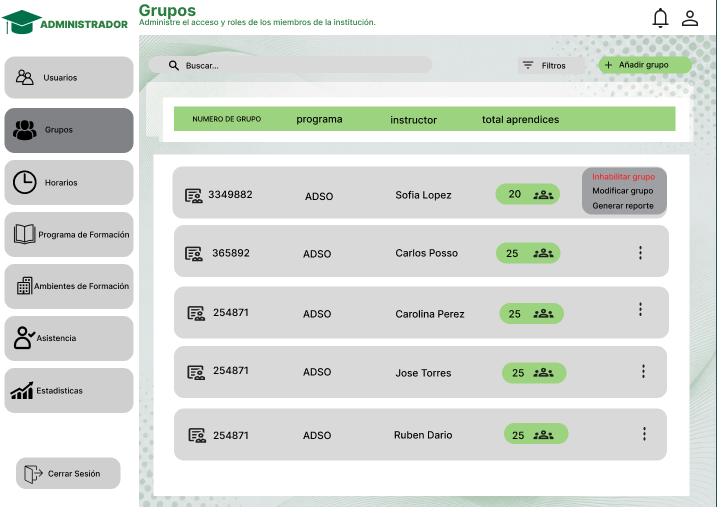 ADMINISTRADOR
Grupos
Administre el acceso y roles de los miembros de la institución.
Usuarios
Grupos
Horarios
Programa de Formación
Ambientes de Formación
Asistencia
Estadisticas
Cerrar Sesión
Buscar...
Filtros
+ Añadir grupo
NUMERO DE GRUPO programa instructor total aprendices
3349882 ADSO Sofia Lopez 20
Inhabilitar grupo
Modificar grupo
Generar reporte
365892 ADSO Carlos Posso 25
254871 ADSO Carolina Perez 25
254871 ADSO Jose Torres 25
254871 ADSO Ruben Dario 25